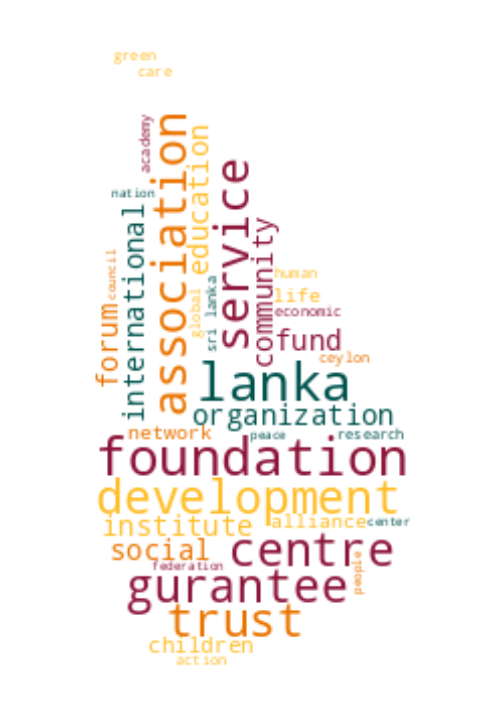 green
care
academy
association
education
service
nation
international
community
council
forum
global
sri lanka
human
life
economic
fund
ceylon
lanka
organization
network
peace
research
foundation
development
institute
alliance
center
social
centre
federation
people
gurantee
trust
children
action